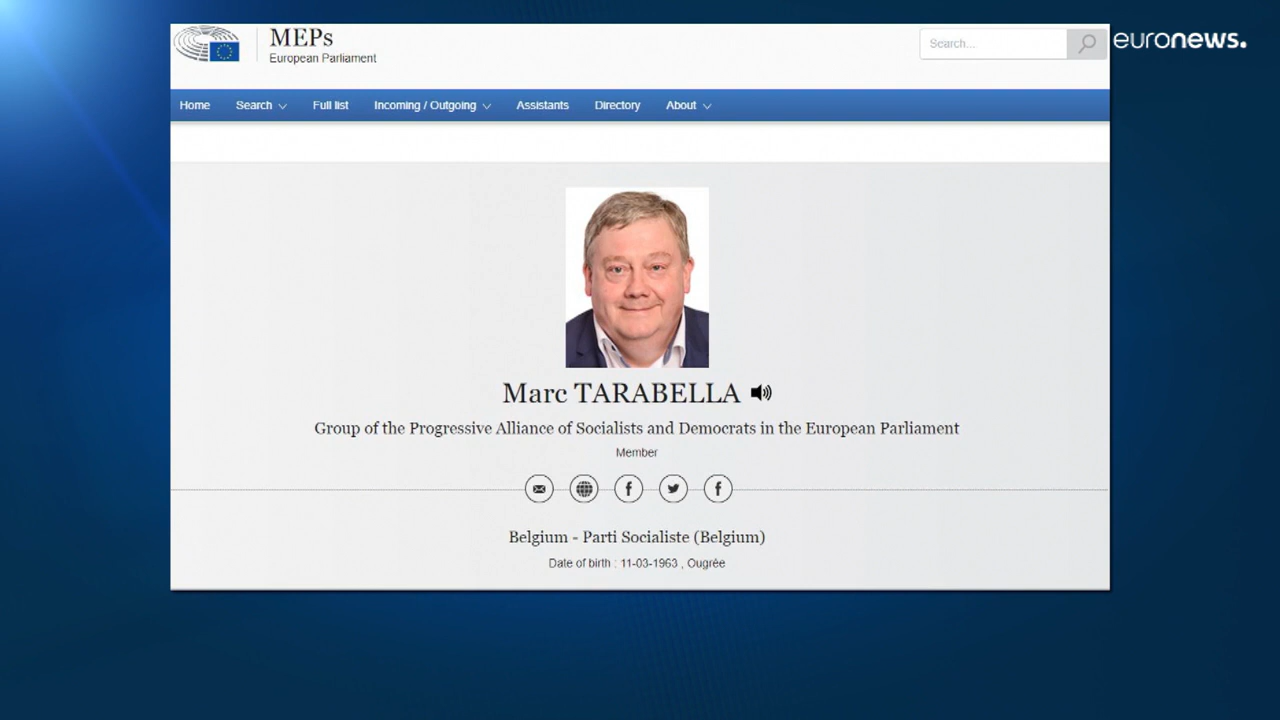 MEPs
European Parliament
Search...
euronews.
Home Search Full list Incoming / Outgoing Assistants Directory About
Marc TARABELLA
Group of the Progressive Alliance of Socialists and Democrats in the European Parliament
Member
Belgium - Parti Socialiste (Belgium)
Date of birth : 11-03-1963 , Ougrée